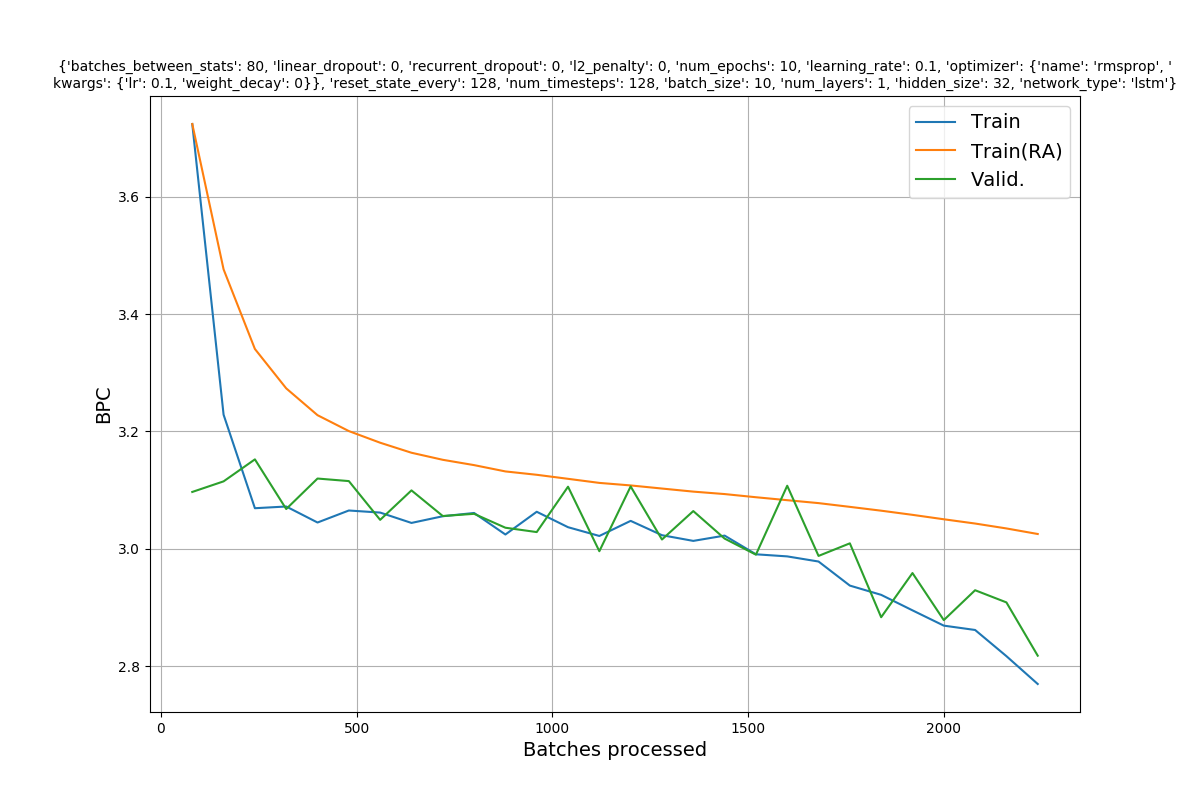 {'batches_between_stats': 80, 'linear_dropout': 0, 'recurrent_dropout': 0, 'l2_penalty': 0, 'num_epochs': 10, 'learning_rate': 0.1, 'optimizer': {'name': 'rmsprop', '
kwargs': {'lr': 0.1, 'weight_decay': 0}}, 'reset_state_every': 128, 'num_timesteps': 128, 'batch_size': 10, 'num_layers': 1, 'hidden_size': 32, 'network_type': 'lstm'}
Train
Train(RA)
Valid.
3.6
3.4
3.2
3.0
2.8
BPC
0 500 1000 1500 2000
Batches processed